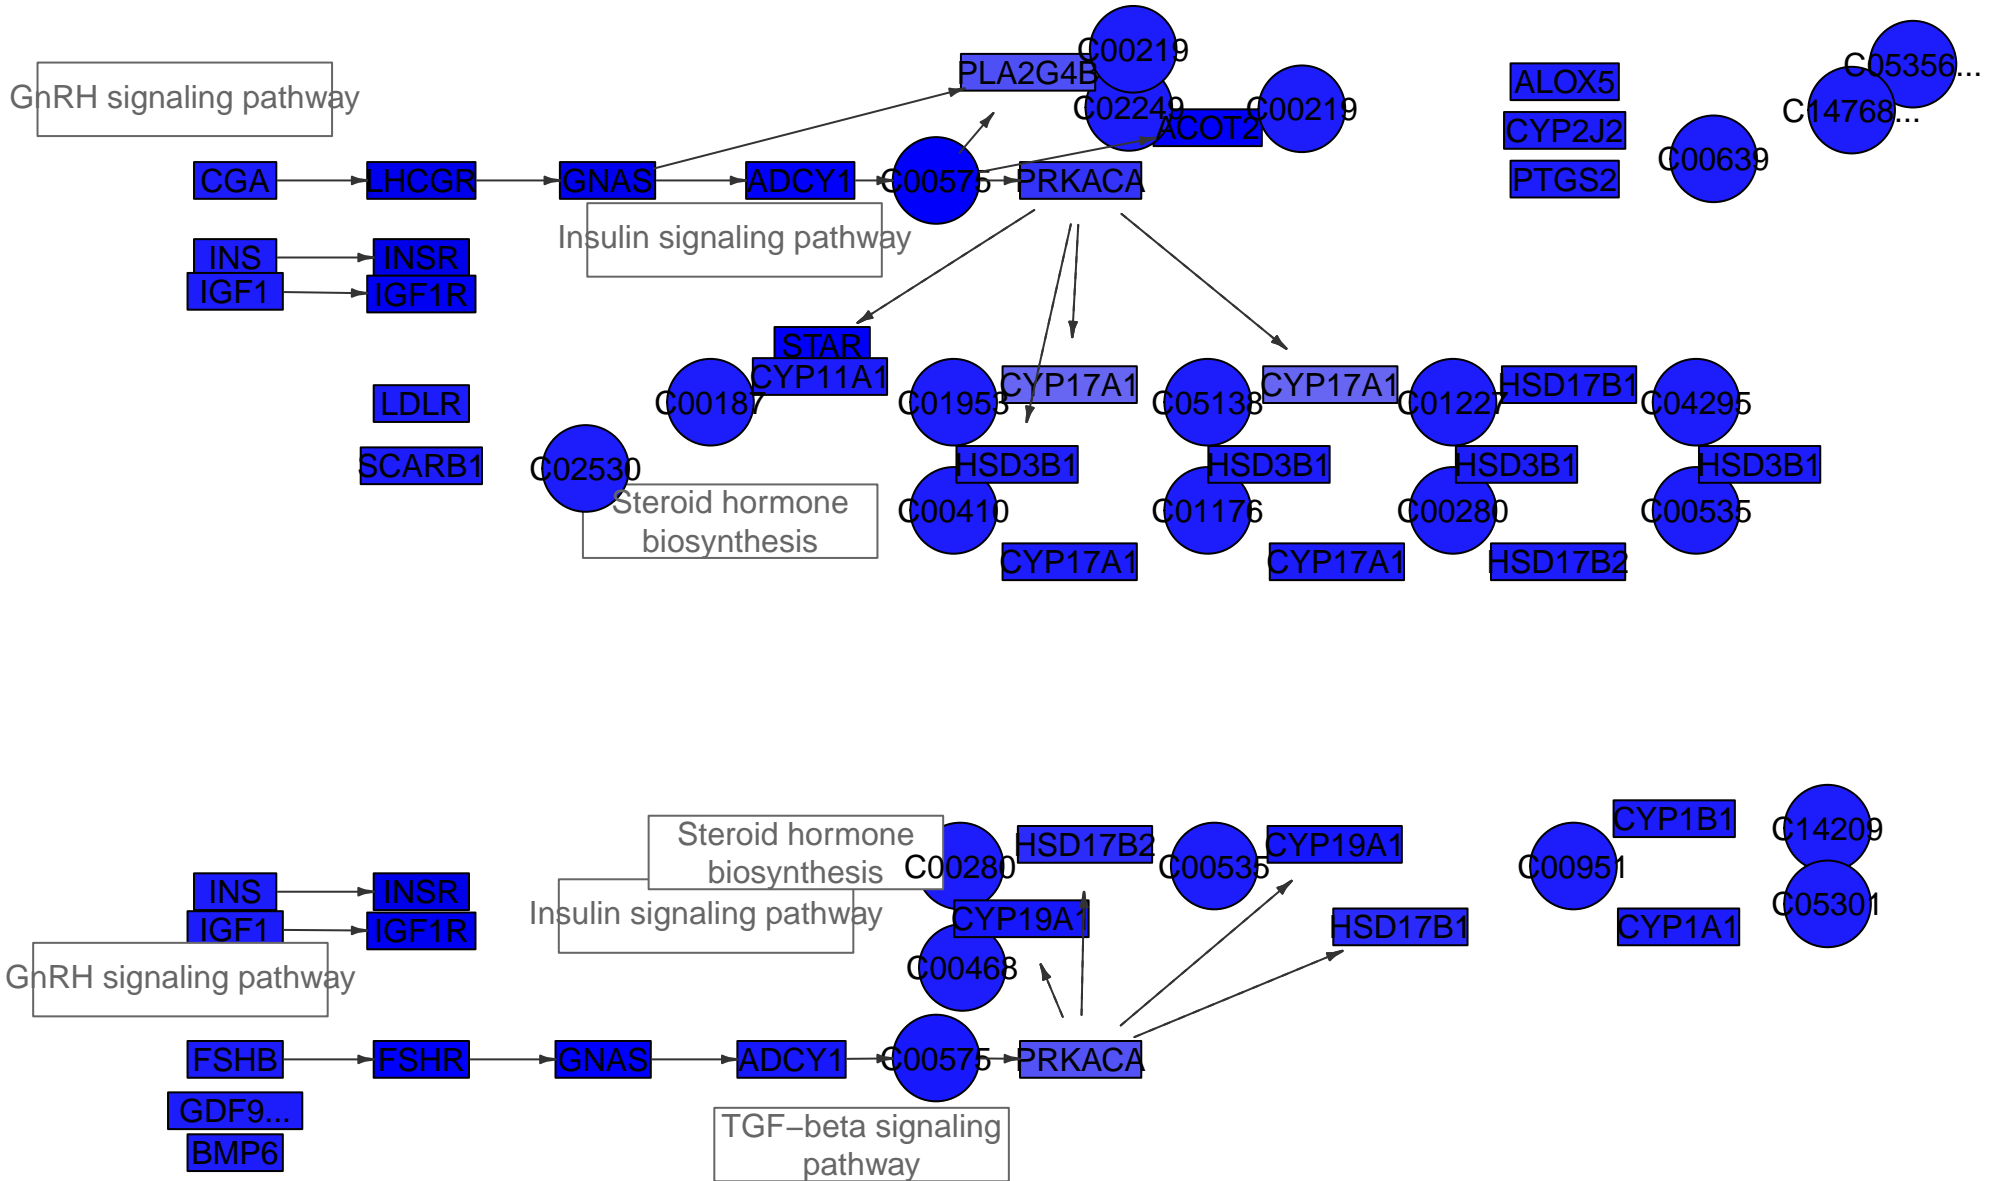 C00219
C05356...
PLA2G4B
ALOX5
GnRH signaling pathway
C02249
C00219
C14768...
ACOT2
CYP2J2
C00639
CGA
LHCGR
GNAS
ADCY1
C00575
PRKACA
PTGS2
Insulin signaling pathway
INS
INSR
IGF1
IGF1R
STAR
CYP11A1
CYP17A1
CYP17A1
HSD17B1
LDLR
C00187
C01953
C05138
C01227
C04295
SCARB1
C02530
HSD3B1
HSD3B1
HSD3B1
HSD3B1
Steroid hormone
biosynthesis
C00410
C01176
C00280
C00535
CYP17A1
CYP17A1
HSD17B2
CYP1B1
C14209
Steroid hormone
biosynthesis
HSD17B2
CYP19A1
C00280
C00535
C00951
INS
INSR
C05301
Insulin signaling pathway
CYP19A1
HSD17B1
CYP1A1
IGF1
IGF1R
C00468
GnRH signaling pathway
FSHB
FSHR
GNAS
ADCY1
C00575
PRKACA
GDF9...
TGF−beta signaling
pathway
BMP6